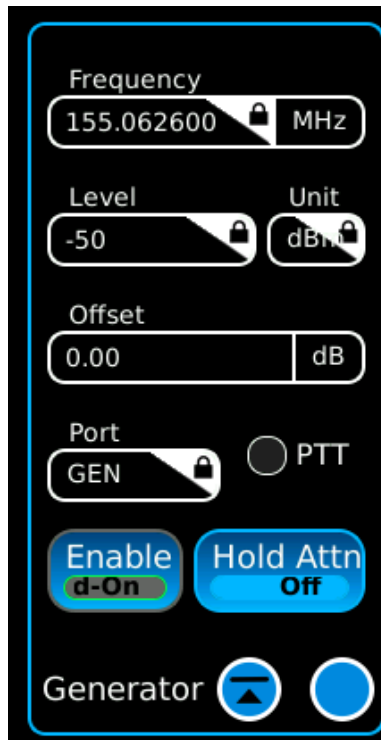 Frequency
155.062600 MHz
Level Unit
-50 dBm
Offset
0.00 dB
Port
GEN PTT
Enable Hold Attn
d-On Off
Generator